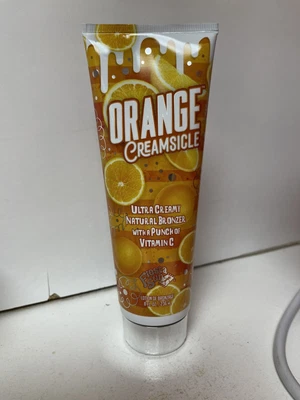 ORANGE
CREAMSICLE
ULTRA CREAMY
NATURAL BRONZER
WITH A PUNCH OF
VITAMIN C